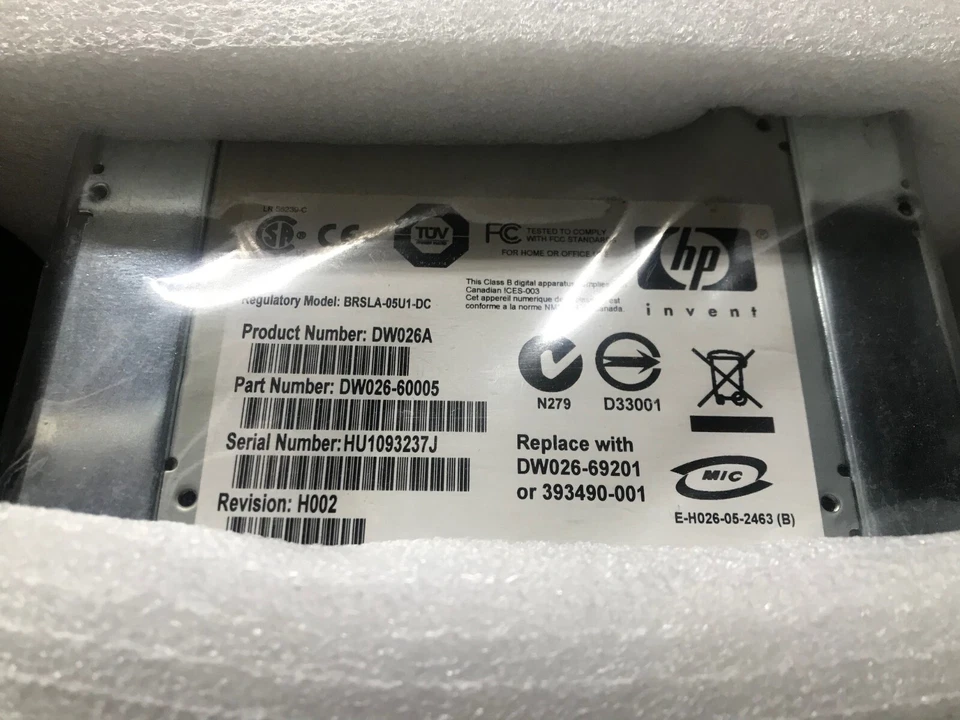 CE
TÜV
FC
TESTED TO COMPLY
WITH FCC STANDARDS
FOR HOME OR OFFICE
hp
®
invent
Regulatory Model: BRSLA-05U1-DC
This Class B digital apparatus complies
Canadian ICES-003
Cet appareil numerique de
conforme a la norme
Product Number: DW026A
Part Number: DW026-60005
Serial Number: HU1093237J
Revision: H002
N279
D33001
Replace with
DW026-69201
or 393490-001
MIC
E-H026-05-2463 (B)